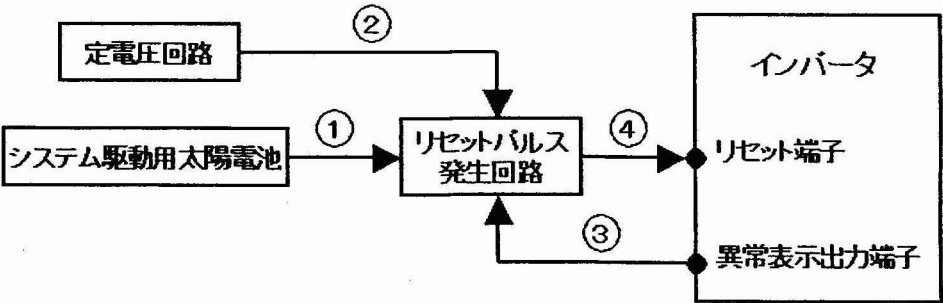 ②
定電圧回路
インバータ
①
④
システム駆動用太陽電池
リセットパルス
発生回路
リセット端子
③
異常表示出力端子